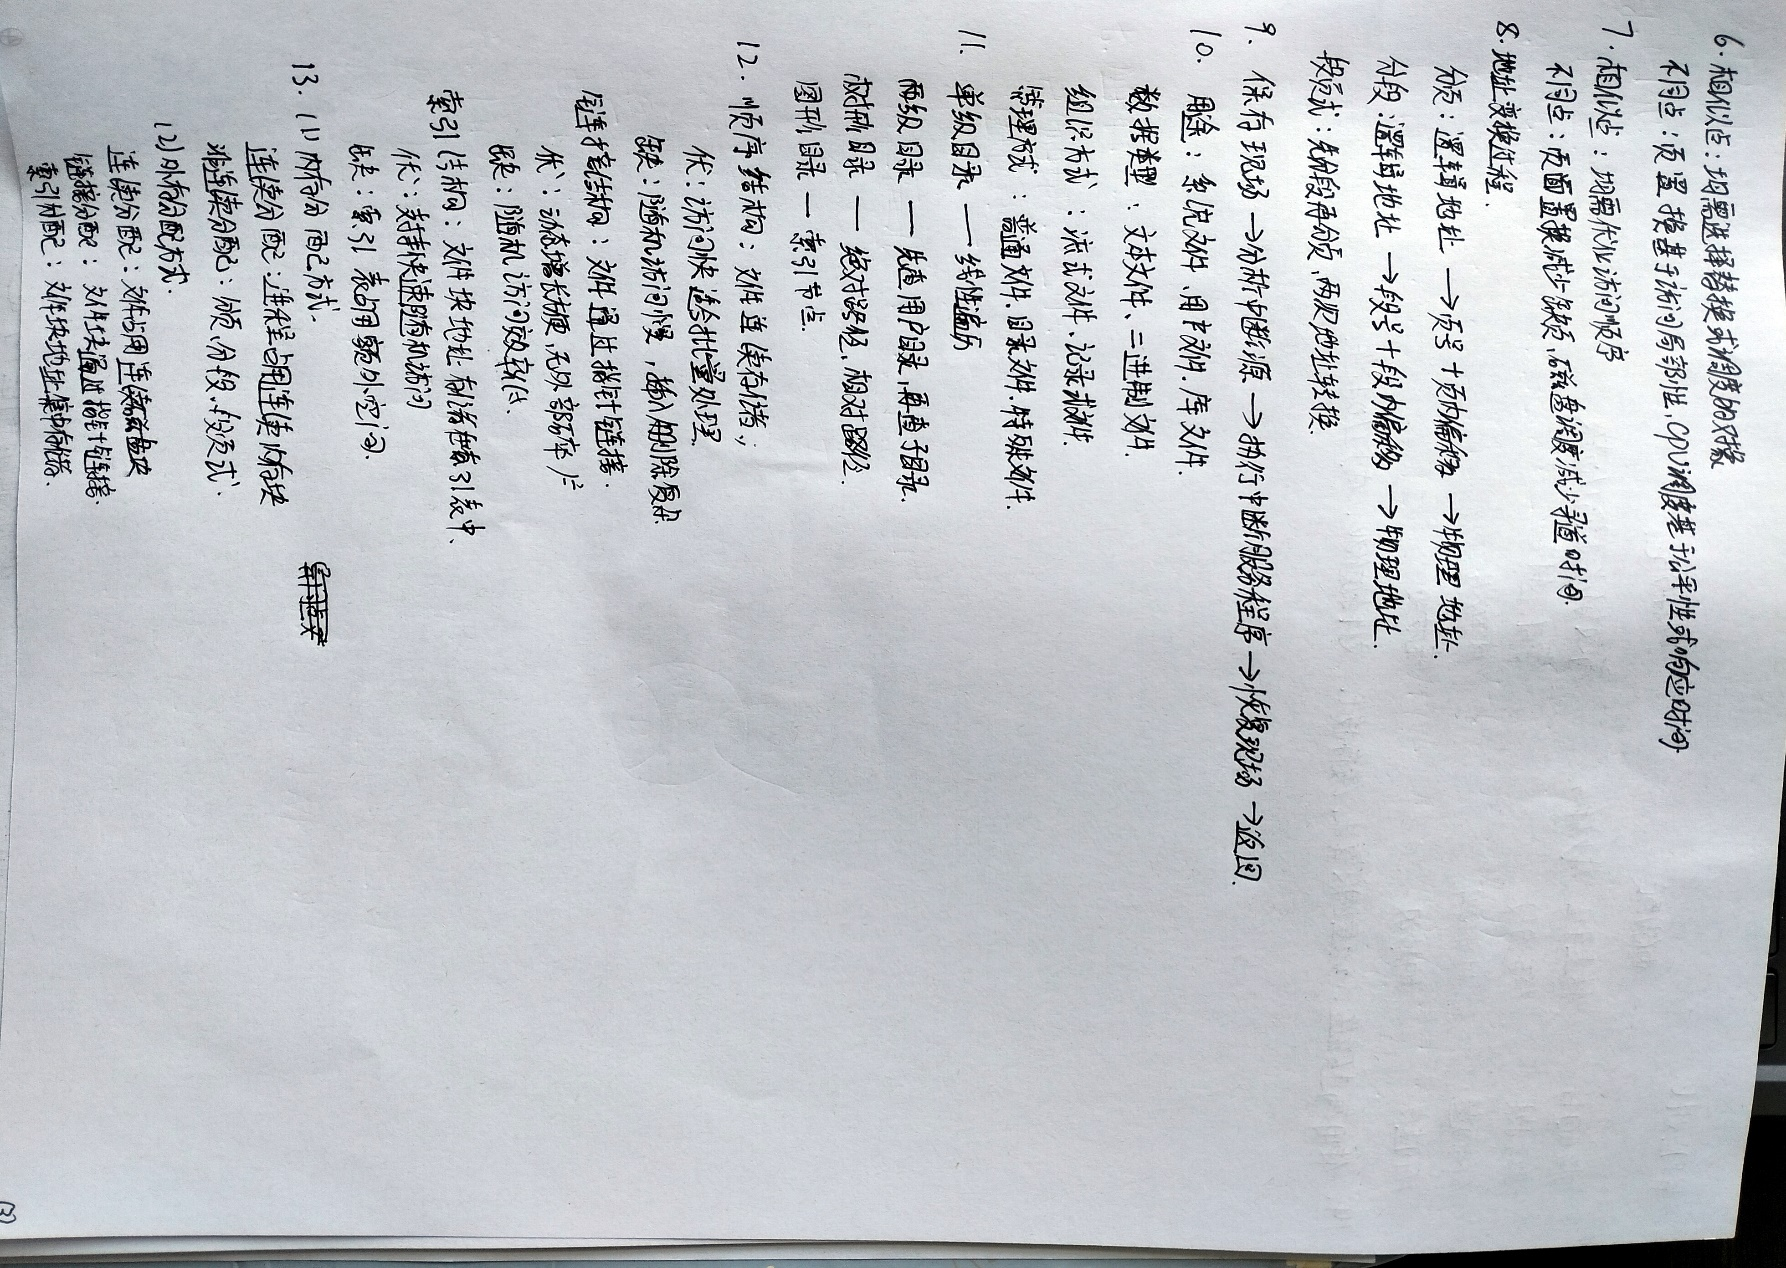 6. 相似点：均需选择替换或调度的对象
不同点：页置换基于访问局部性、CPU调度基于公平性或响应时间.
7. 相似点：均需优化访问顺序
不同点：页面置换减少缺页，磁盘调度减少寻道时间.
8. 地址变换过程.
分页：逻辑地址 →页号+页内偏移 →物理地址.
分段：逻辑地址 →段号+段内偏移 →物理地址.
段页式：先分段再分页，两次地址转换.
9. 保存现场 →分析中断源 →执行中断服务程序 →恢复现场 →返回.
10. 用途：系统文件、用户文件、库文件.
数据类型：文本文件、二进制文件.
组织方式：流式文件、记录式文件.
管理方式：普通文件、目录文件、特殊文件.
11. 单级目录 — 线性遍历
两级目录 — 先查用户目录，再查子目录.
树形目录 — 绝对路径、相对路径.
图形目录 — 索引节点.
12. 顺序结构：文件连续存储；
优：访问快适合批量处理.
缺：随机访问慢，插入删除复杂
链接结构：文件通过指针链接.
优：动态增长方便，无外部碎片
缺：随机访问效率低.
索引结构：文件块地址存储在索引表中.
优：支持快速随机访问
缺：索引表占用额外空间.
13. (1) 内存分配方式.
连续分配：进程占用连续内存块
非连续分配：分页、分段、段页式.
(2) 外存分配方式.
连续分配：文件占用连续磁盘块
链接分配：文件块通过指针链接.
索引分配：文件块地址集中存储.
(3)